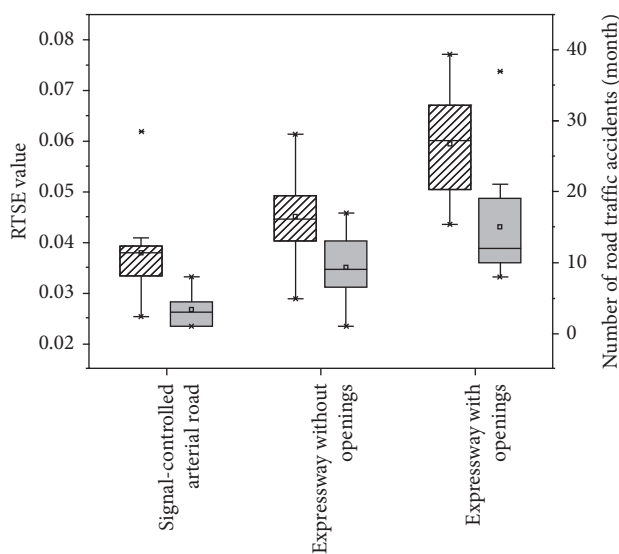 0.08
0.07
0.06
0.05
0.04
0.03
0.02
RTSE value
40
30
20
10
0
Number of road traffic accidents (month)
Signal-controlled
arterial road
Expressway without
openings
Expressway with
openings